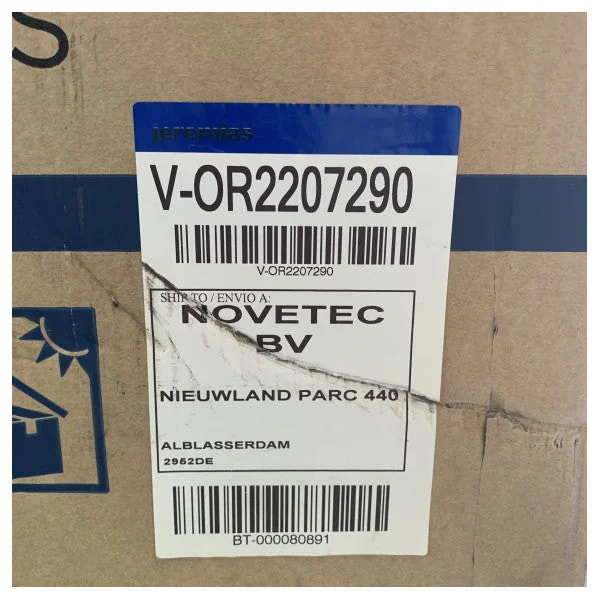 S
jeremias
V-OR2207290
V-OR2207290
SHIP TO / ENVIO A:
NOVETEC
BV
NIEUWLAND PARC 440
ALBLASSERDAM
2952DE
BT-000080891